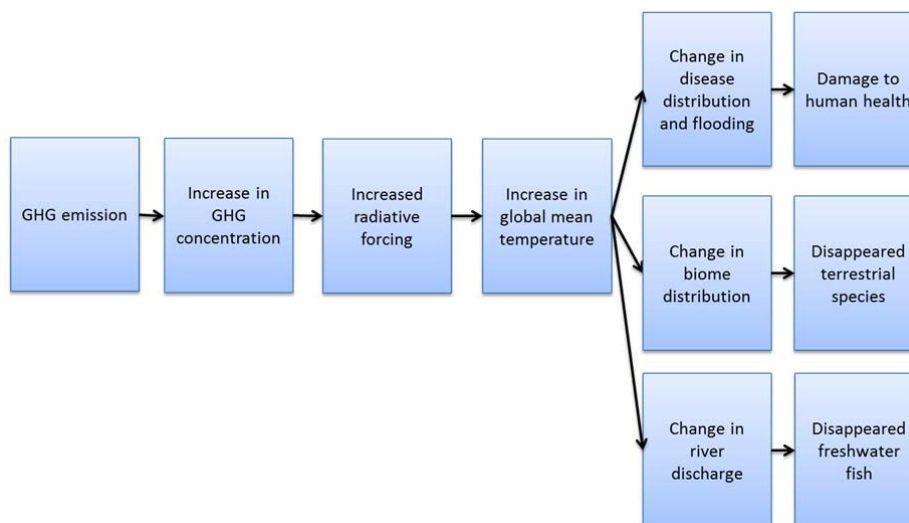 GHG emission
Increase in
GHG
concentration
Increased
radiative
forcing
Increase in
global mean
temperature
Change in
disease
distribution
and flooding
Damage to
human health
Change in
biome
distribution
Disappeared
terrestrial
species
Change in
river
discharge
Disappeared
freshwater
fish